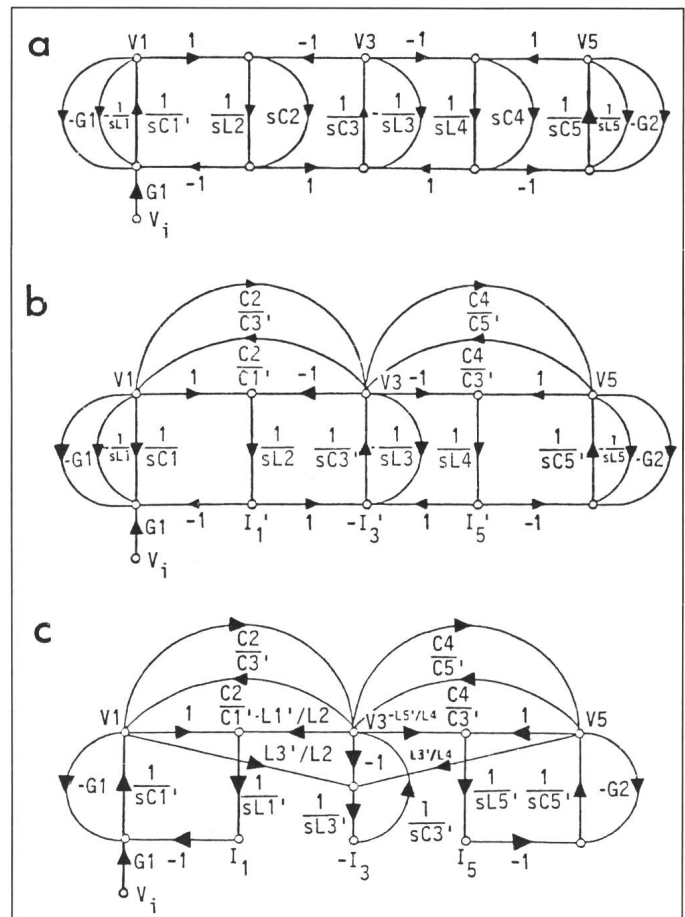 a
V1 1 -1 V3 -1 1 V5
-G1 -1/sL1 1/sC1' 1/sL2 sC2 1/sC3 -1/sL3 1/sL4 sC4 1/sC5 1/sL5 -G2
-1 1 1 -1
G1
Vi
b
C2/C3' C4/C5'
C2/C1' C4/C3'
V1 1 -1 V3 -1 1 V5
-G1 -1/sL1 1/sC1 1/sL2 1/sC3' -1/sL3 1/sL4 1/sC5' -1/sL5 -G2
G1 -1 I1' 1 -I3' 1 I5' -1
Vi
c
C2/C3' C4/C5'
V1 1 C2/C1' -L1'/L2 V3 -L5'/L4 C4/C3' 1 V5
L3'/L2 -1 L3'/L4
-G1 1/sC1' 1/sL1' 1/sL3' 1/sC3' 1/sL5' 1/sC5' -G2
G1 -1 I1 -I3 I5 -1
Vi